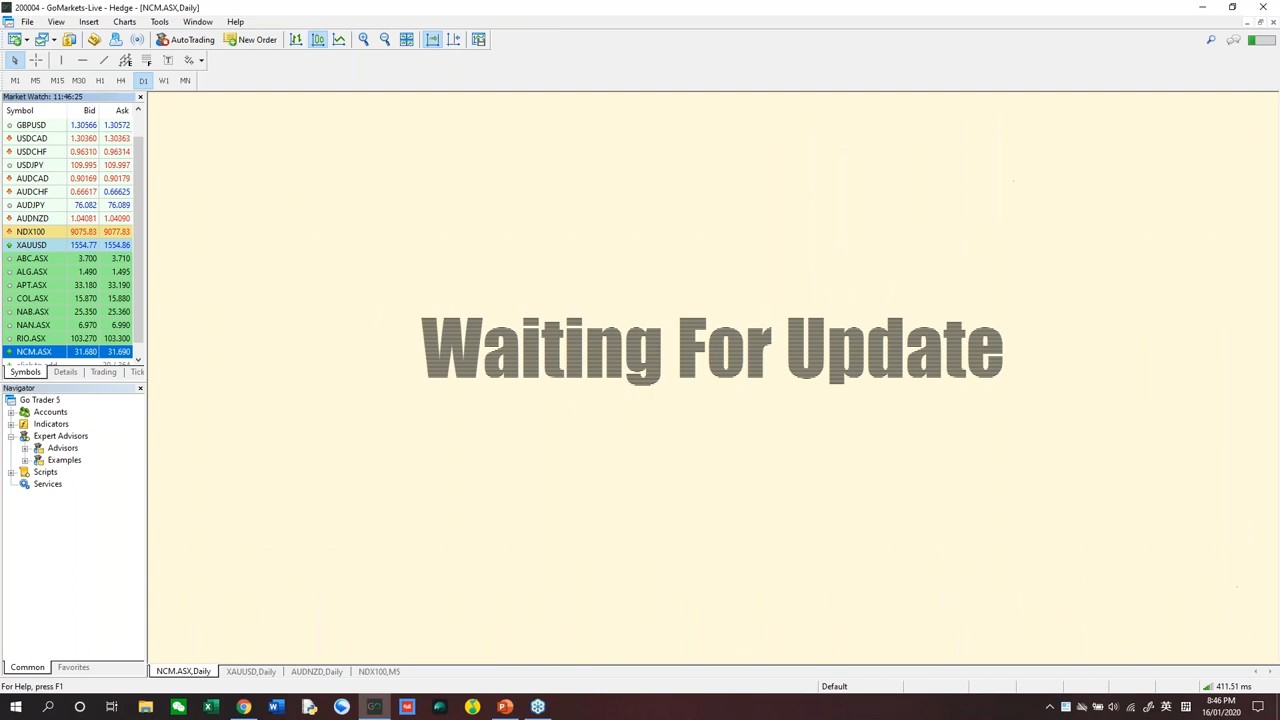 200004 - GoMarkets-Live - Hedge - [NCM.ASX,Daily]
File View Insert Charts Tools Window Help
AutoTrading New Order
M1 M5 M15 M30 H1 H4 D1 W1 MN
Market Watch: 11:46:25
Symbol Bid Ask
GBPUSD 1.30566 1.30572
USDCAD 1.30360 1.30363
USDCHF 0.96310 0.96314
USDJPY 109.995 109.997
AUDCAD 0.90169 0.90179
AUDCHF 0.66617 0.66625
AUDJPY 76.082 76.089
AUDNZD 1.04081 1.04090
NDX100 9075.83 9077.83
XAUUSD 1554.77 1554.86
ABC.ASX 3.700 3.710
ALG.ASX 1.490 1.495
APT.ASX 33.180 33.190
COL.ASX 15.870 15.880
NAB.ASX 25.350 25.360
NAN.ASX 6.970 6.990
RIO.ASX 103.270 103.300
NCM.ASX 31.680 31.690
Symbols Details Trading Tick
Navigator
Go Trader 5
Accounts
Indicators
Expert Advisors
Advisors
Examples
Scripts
Services
Common Favorites
Waiting For Update
NCM.ASX,Daily XAUUSD,Daily AUDNZD,Daily NDX100,M5
For Help, press F1 Default 411.51 ms
英 8:46 PM
16/01/2020